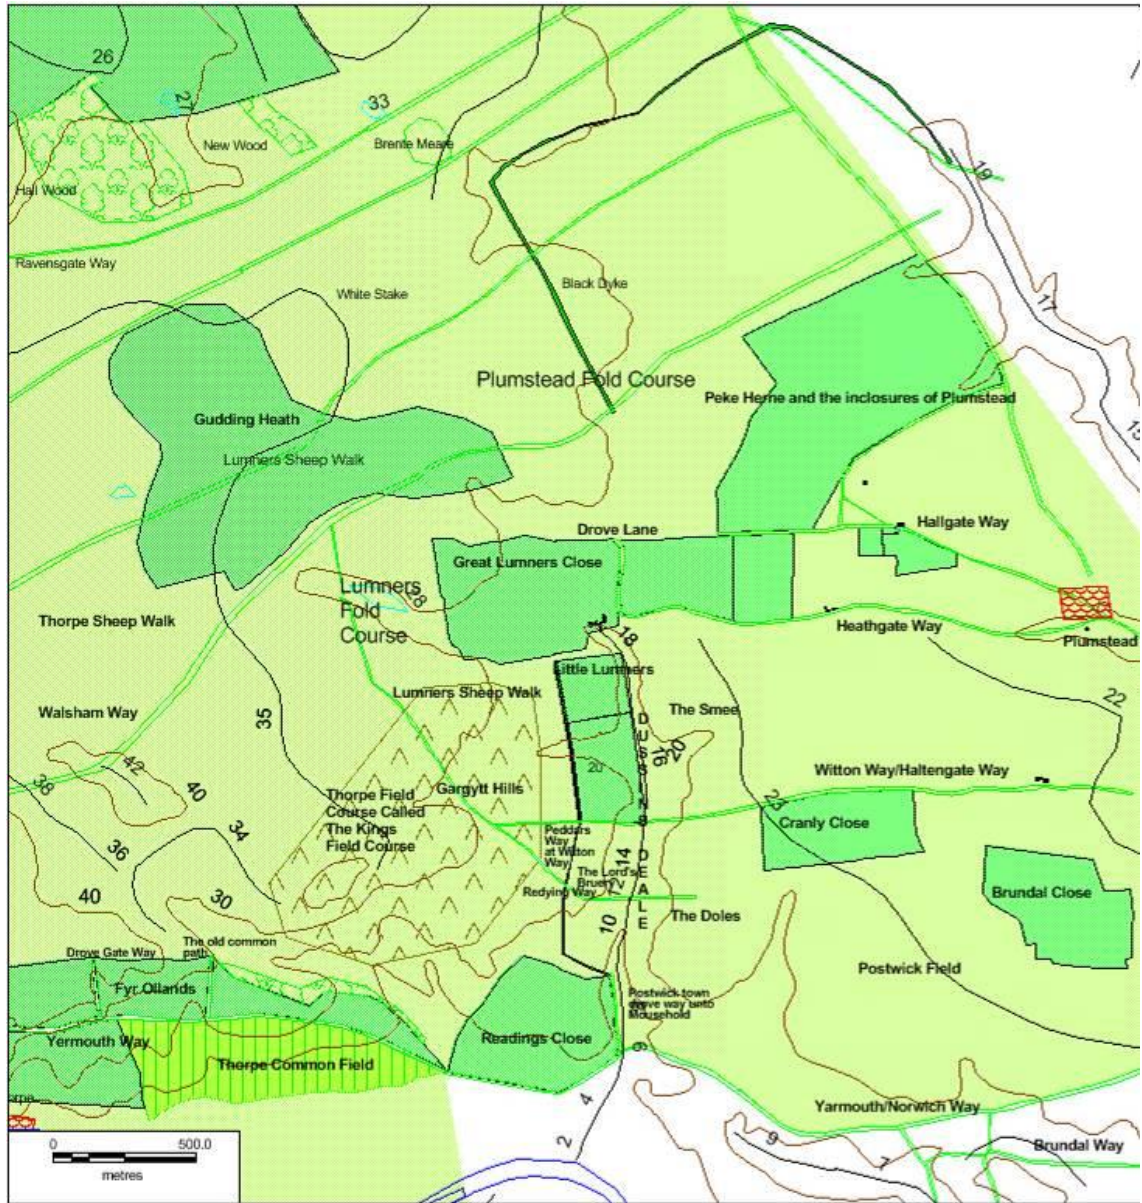 26
27
33
New Wood
Brente Meare
Hall Wood
19
Ravensgate Way
White Stake
Black Dyke
17
Plumstead Fold Course
Peke Herne and the inclosures of Plumstead
Gudding Heath
15
Lumners Sheep Walk
Drove Lane
Hallgate Way
Great Lumners Close
Lumners
Fold
Course
28
Thorpe Sheep Walk
18
Heathgate Way
Plumstead
Little Lumners
Lumners Sheep Walk
22
Walsham Way
35
The Smee
DUSSINS DEALE
16
20
20
42
38
40
Witton Way/Haltengate Way
Gargytt Hills
Thorpe Field
Course Called
The Kings
Field Course
23
Cranly Close
34
36
Peddars
Way
at Witton
Way
14
12
The Lord's
Bruery
Redying Way
Brundal Close
40
30
10
The Doles
Drove Gate Way
The old common
path
Postwick Field
Fyr Ollands
Postwick town
drove way unto
Mousehold
8
6
Yermouth Way
Readings Close
Thorpe Common Field
4
Yarmouth/Norwich Way
2
9
7
Brundal Way
0
500.0
metres